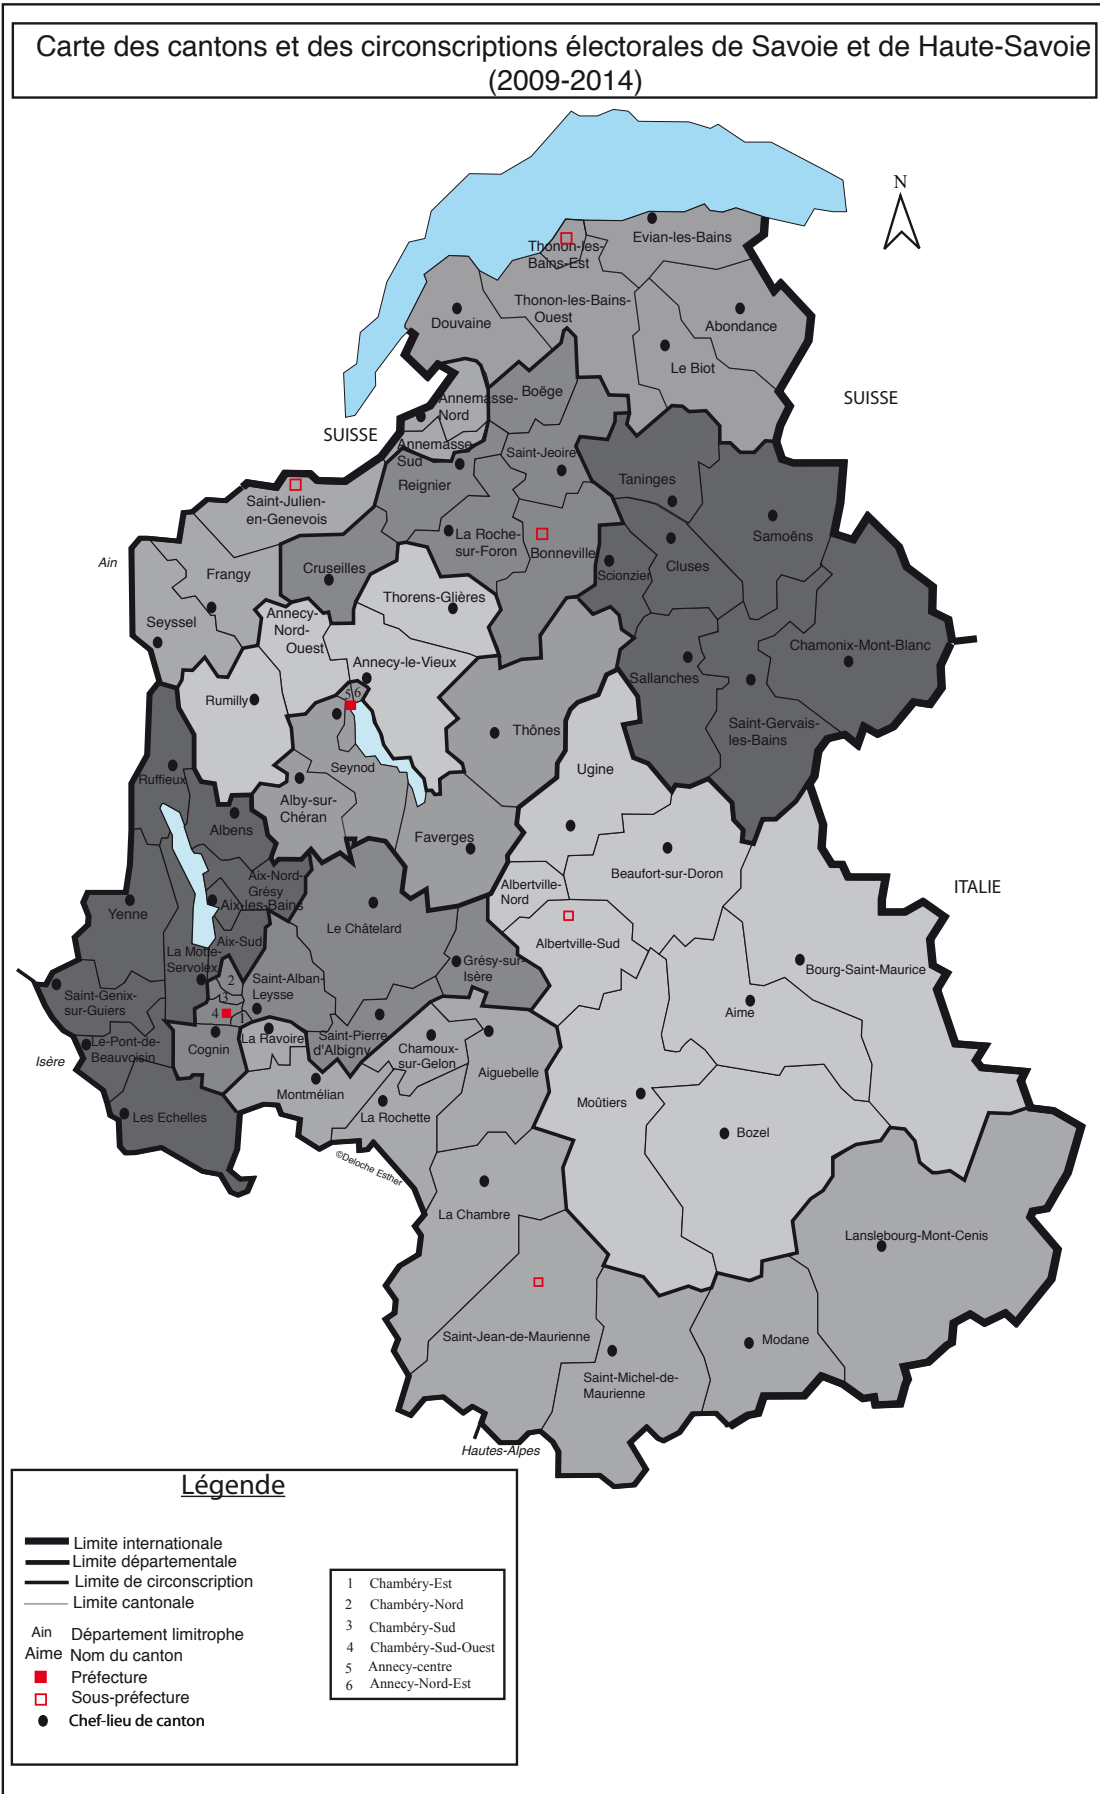 Carte des cantons et des circonscriptions électorales de Savoie et de Haute-Savoie
(2009-2014)
N
Evian-les-Bains
Thonon-les-
Bains-Est
Thonon-les-Bains-
Ouest
Douvaine
Abondance
Le Biot
SUISSE
Boëge
Annemasse-
Nord
SUISSE
Annemasse
Sud
Saint-Jeoire
Reignier
Taninges
Saint-Julien-
en-Genevois
Samoëns
La Roche-
sur-Foron
Bonneville
Ain
Cruseilles
Frangy
Scionzier
Cluses
Thorens-Glières
Seyssel
Annecy-
Nord-
Ouest
Annecy-le-Vieux
Chamonix-Mont-Blanc
Sallanches
Rumilly
5
6
Saint-Gervais-
les-Bains
Thônes
Seynod
Ugine
Ruffieux
Alby-sur-
Chéran
Albens
Faverges
Beaufort-sur-Doron
Aix-Nord-
Grésy
Aix-les-Bains
Albertville-
Nord
ITALIE
Yenne
Le Châtelard
Albertville-Sud
Aix-Sud
La Motte-
Servolex
Grésy-sur-
Isère
Bourg-Saint-Maurice
2
Saint-Alban-
Leysse
Saint-Genix-
sur-Guiers
3
4
1
Aime
Le-Pont-de-
Beauvoisin
Cognin
La Ravoire
Saint-Pierre
d'Albigny
Chamoux-
sur-Gelon
Isère
Aiguebelle
Montmélian
Moûtiers
La Rochette
Les Echelles
Bozel
©Deloche Esther
La Chambre
Lanslebourg-Mont-Cenis
Saint-Jean-de-Maurienne
Modane
Saint-Michel-de-
Maurienne
Hautes-Alpes
Légende
Limite internationale
Limite départementale
Limite de circonscription
Limite cantonale
Ain Département limitrophe
Aime Nom du canton
Préfecture
Sous-préfecture
Chef-lieu de canton
1 Chambéry-Est
2 Chambéry-Nord
3 Chambéry-Sud
4 Chambéry-Sud-Ouest
5 Annecy-centre
6 Annecy-Nord-Est